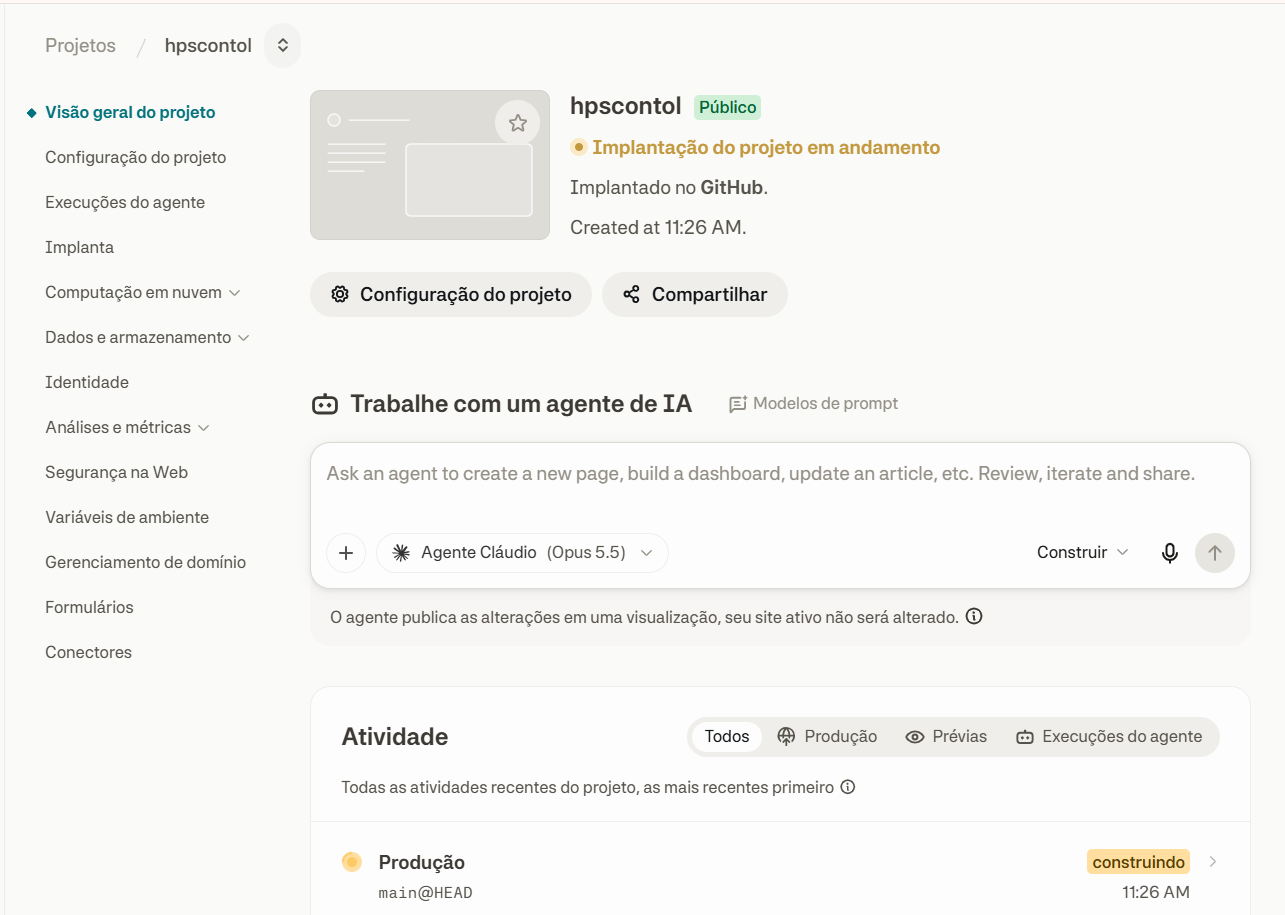 Projetos / hpscontol
Visão geral do projeto
Configuração do projeto
Execuções do agente
Implanta
Computação em nuvem
Dados e armazenamento
Identidade
Análises e métricas
Segurança na Web
Variáveis de ambiente
Gerenciamento de domínio
Formulários
Conectores
hpscontol Público
Implantação do projeto em andamento
Implantado no GitHub.
Created at 11:26 AM.
Configuração do projeto Compartilhar
Trabalhe com um agente de IA Modelos de prompt
Ask an agent to create a new page, build a dashboard, update an article, etc. Review, iterate and share.
Agente Cláudio (Opus 5.5) Construir
O agente publica as alterações em uma visualização, seu site ativo não será alterado.
Atividade Todos Produção Prévias Execuções do agente
Todas as atividades recentes do projeto, as mais recentes primeiro
Produção construindo
main@HEAD 11:26 AM